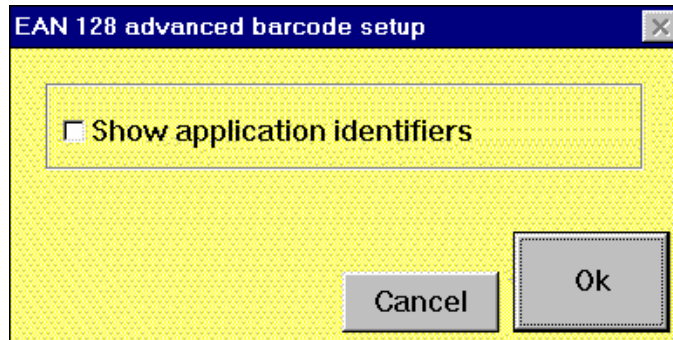 EAN 128 advanced barcode setup
Show application identifiers
Cancel
Ok